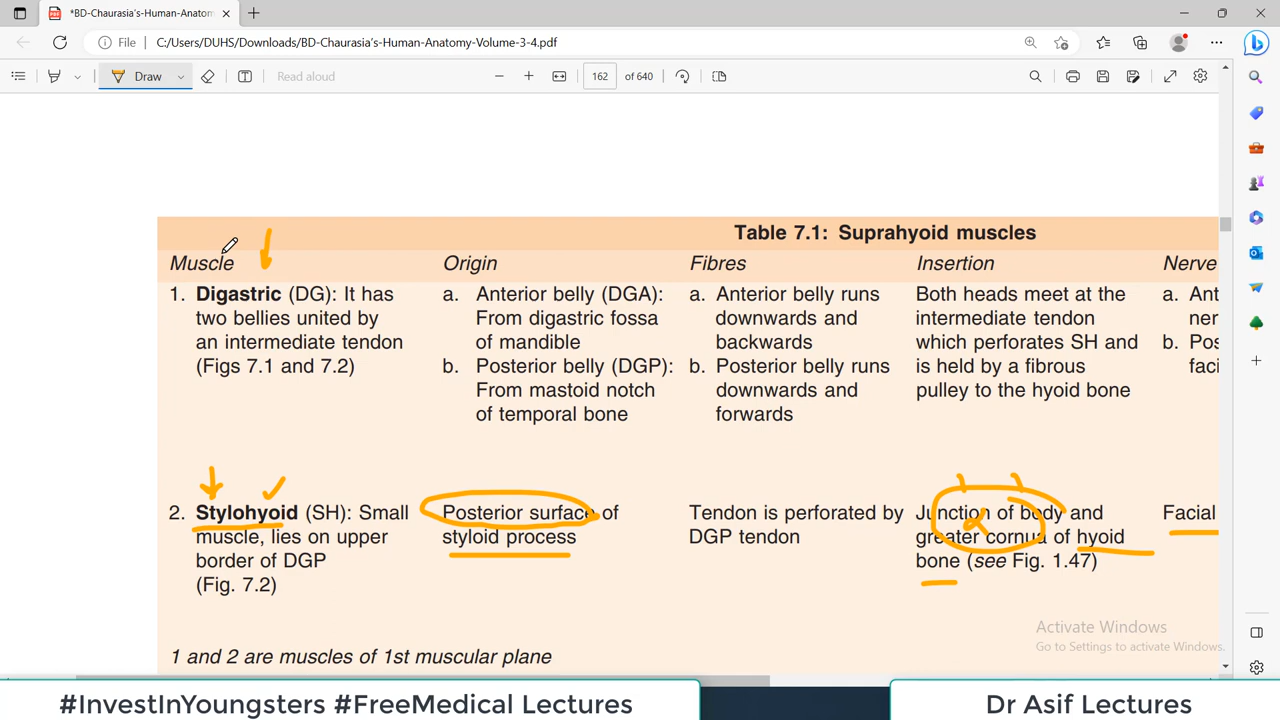 *BD-Chaurasia's-Human-Anatom
File C:/Users/DUHS/Downloads/BD-Chaurasia's-Human-Anatomy-Volume-3-4.pdf
Draw Read aloud 162 of 640
Table 7.1: Suprahyoid muscles
Muscle Origin Fibres Insertion Nerve
1. Digastric (DG): It has a. Anterior belly (DGA): a. Anterior belly runs Both heads meet at the a. Ant
two bellies united by From digastric fossa downwards and intermediate tendon ner
an intermediate tendon of mandible backwards which perforates SH and b. Pos
(Figs 7.1 and 7.2) b. Posterior belly (DGP): b. Posterior belly runs is held by a fibrous faci
From mastoid notch downwards and pulley to the hyoid bone
of temporal bone forwards
2. Stylohyoid (SH): Small Posterior surface of Tendon is perforated by Junction of body and Facial
muscle, lies on upper styloid process DGP tendon greater cornua of hyoid
border of DGP bone (see Fig. 1.47)
(Fig. 7.2)
1 and 2 are muscles of 1st muscular plane
Activate Windows
Go to Settings to activate Windows.
#InvestInYoungsters #FreeMedical Lectures Dr Asif Lectures